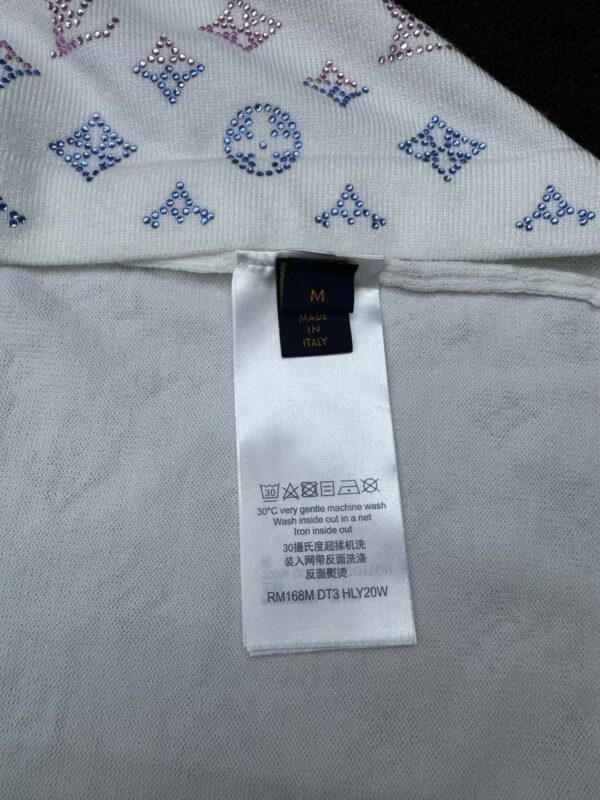 M
MADE
IN
ITALY
30
30°C very gentle machine wash
Wash inside out in a net
Iron inside out
30摄氏度超揉机洗
装入网带反面洗涤
反面熨烫
RM168M DT3 HLY20W